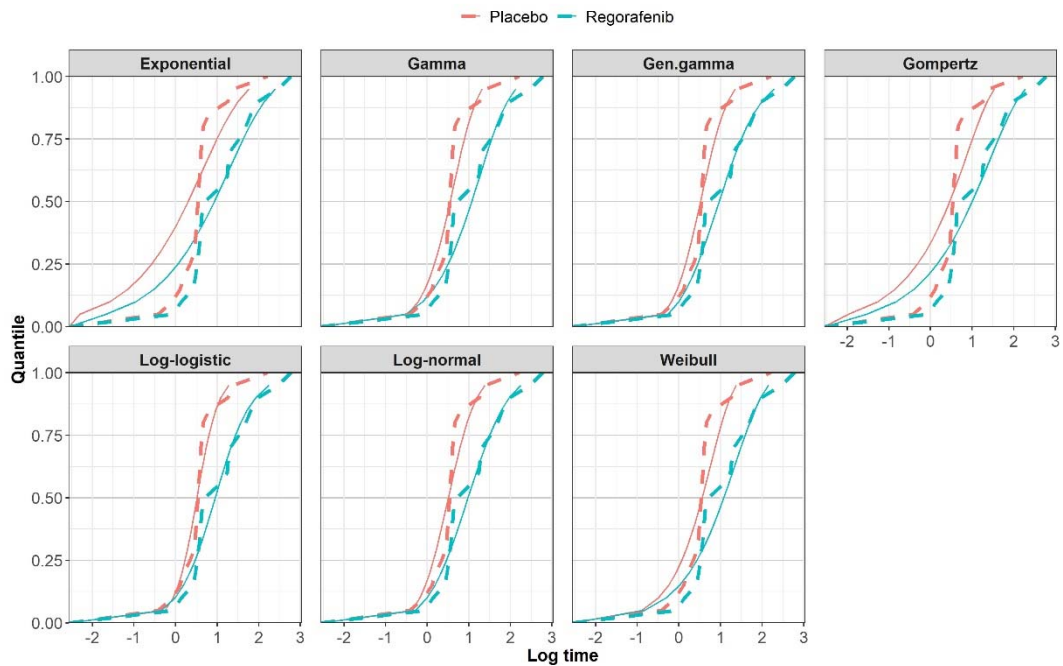 Placebo Regorafenib
Exponential Gamma Gen.gamma Gompertz
1.00
0.75
0.50
0.25
0.00
-2 -1 0 1 2 3
Log-logistic Log-normal Weibull
1.00
0.75
0.50
0.25
0.00
-2 -1 0 1 2 3 -2 -1 0 1 2 3 -2 -1 0 1 2 3
Quantile
Log time